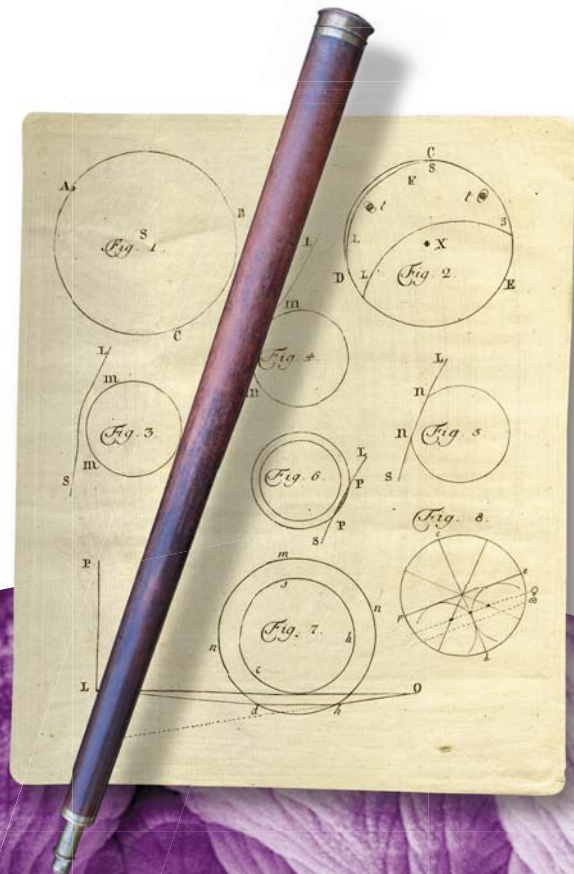 C
S
F
A
B
t
t
S
S
Fig. 1.
L
L
X
D
L
Fig. 2.
E
m
C
L
m
Fig. 4.
L
n
Fig. 3.
n
Fig. 5
m
n
S
L
S
Fig. 6.
P
P
S
Fig. 8.
c
P
m
s
e
n
Fig. 7.
h
n
p
c
d
L
O
d
h